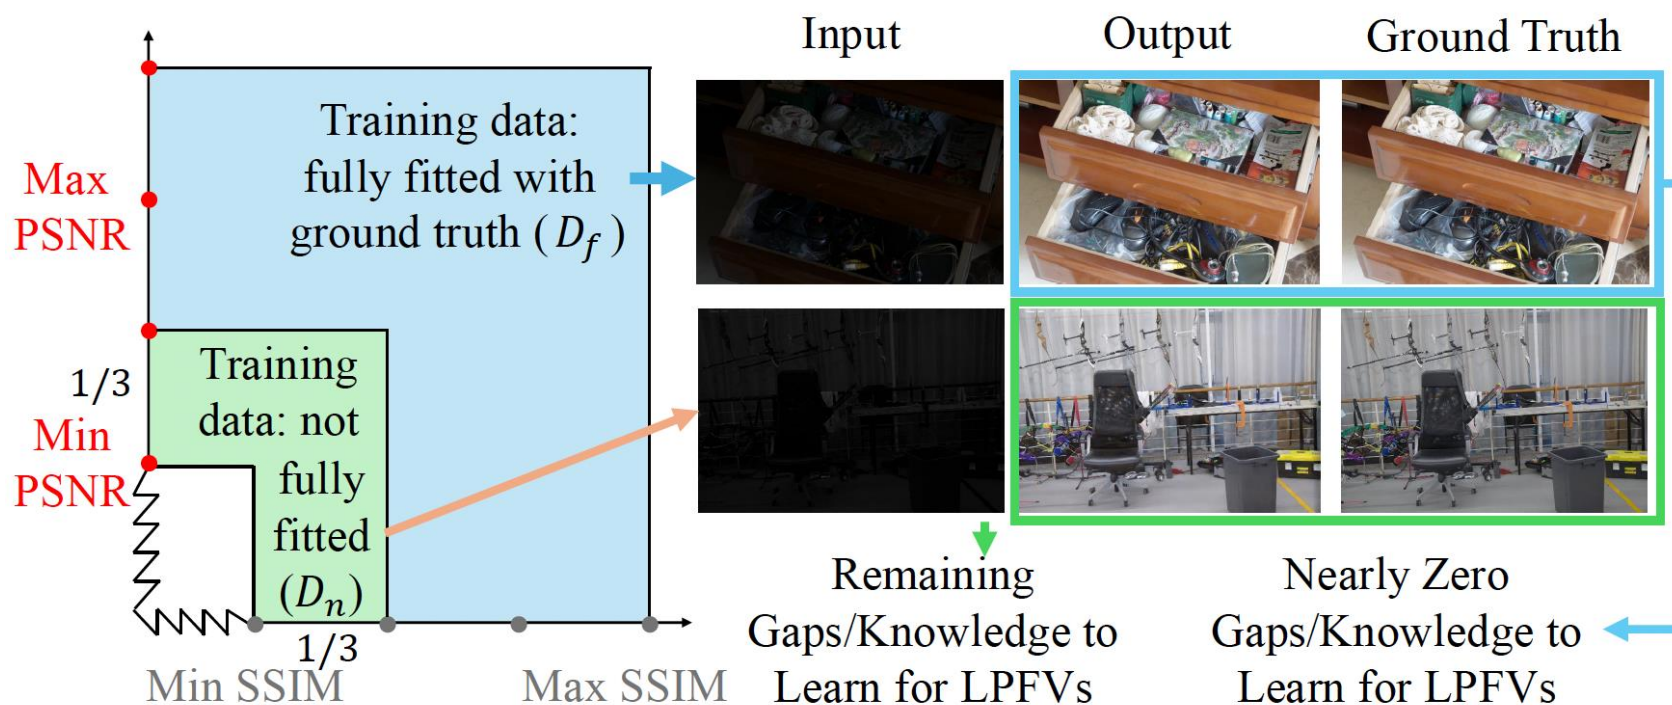 Input
Output
Ground Truth
Training data:
fully fitted with
ground truth (D_f)
Max
PSNR
1/3
Min
PSNR
Training
data: not
fully
fitted
(D_n)
1/3
Min SSIM
Max SSIM
Remaining
Gaps/Knowledge to
Learn for LPFVs
Nearly Zero
Gaps/Knowledge to
Learn for LPFVs